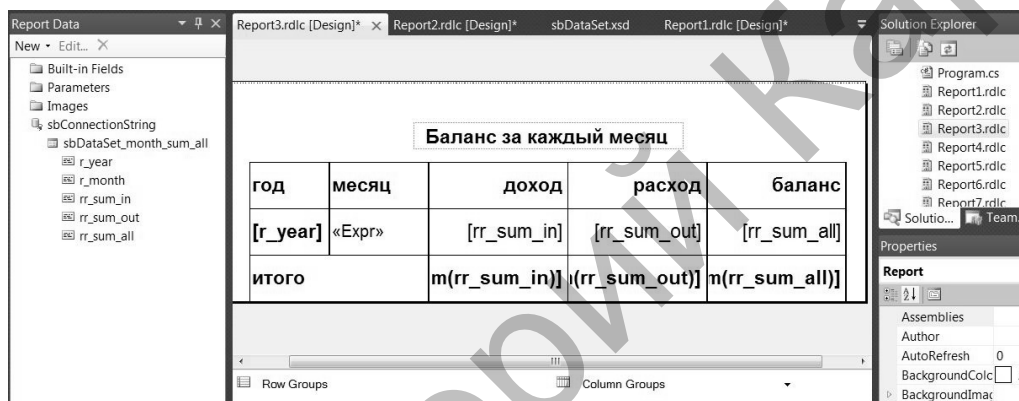 Report Data
New Edit...
Built-in Fields
Parameters
Images
sbConnectionString
sbDataSet_month_sum_all
r_year
r_month
rr_sum_in
rr_sum_out
rr_sum_all
Report3.rdlc [Design]* Report2.rdlc [Design]* sbDataSet.xsd Report1.rdlc [Design]*
Баланс за каждый месяц
год месяц доход расход баланс
[r_year] «Expr» [rr_sum_in] [rr_sum_out] [rr_sum_all]
итого m(rr_sum_in)] (rr_sum_out)] m(rr_sum_all)]
Row Groups Column Groups
Solution Explorer
Program.cs
Report1.rdlc
Report2.rdlc
Report3.rdlc
Report4.rdlc
Report5.rdlc
Report6.rdlc
Report7.rdlc
Solutio... Team
Properties
Report
Assemblies
Author
AutoRefresh 0
BackgroundColo
BackgroundImag